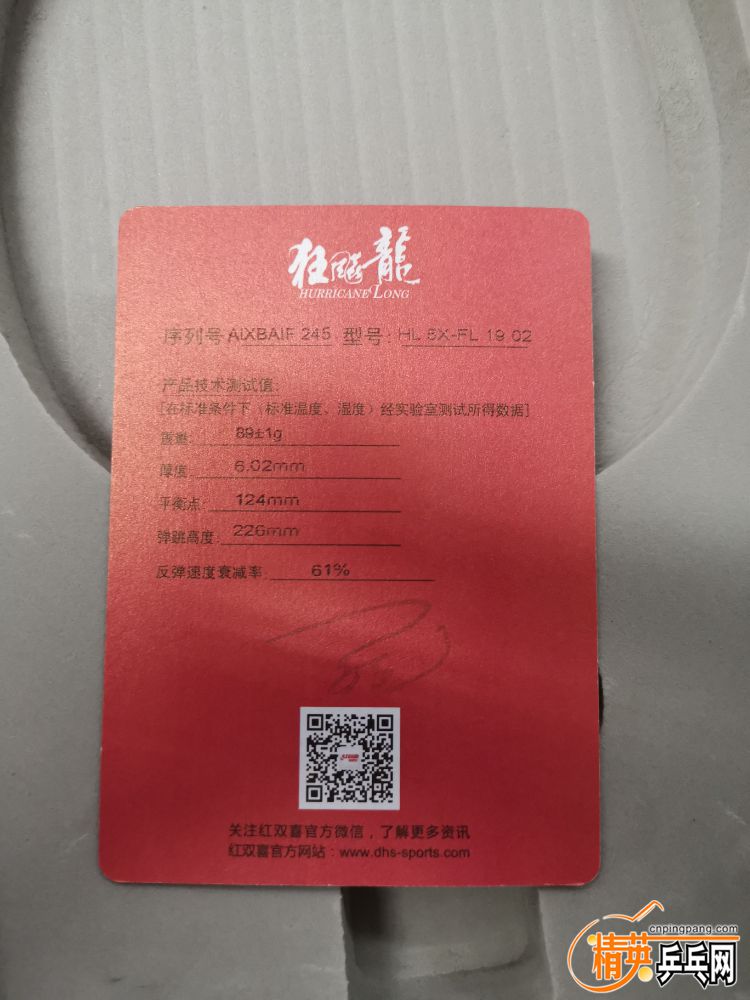 狂飚龍
HURRICANE LONG
序列号 AIXBAIF 245 型号: HL 5X-FL 19 02
产品技术测试值:
[在标准条件下（标准温度、湿度）经实验室测试所得数据]
质量: 89±1g
厚度: 6.02mm
平衡点: 124mm
弹跳高度: 226mm
反弹速度衰减率: 61%
关注红双喜官方微信，了解更多资讯
红双喜官方网站：www.dhs-sports.com
cnpingpang.com
精英乒乓网